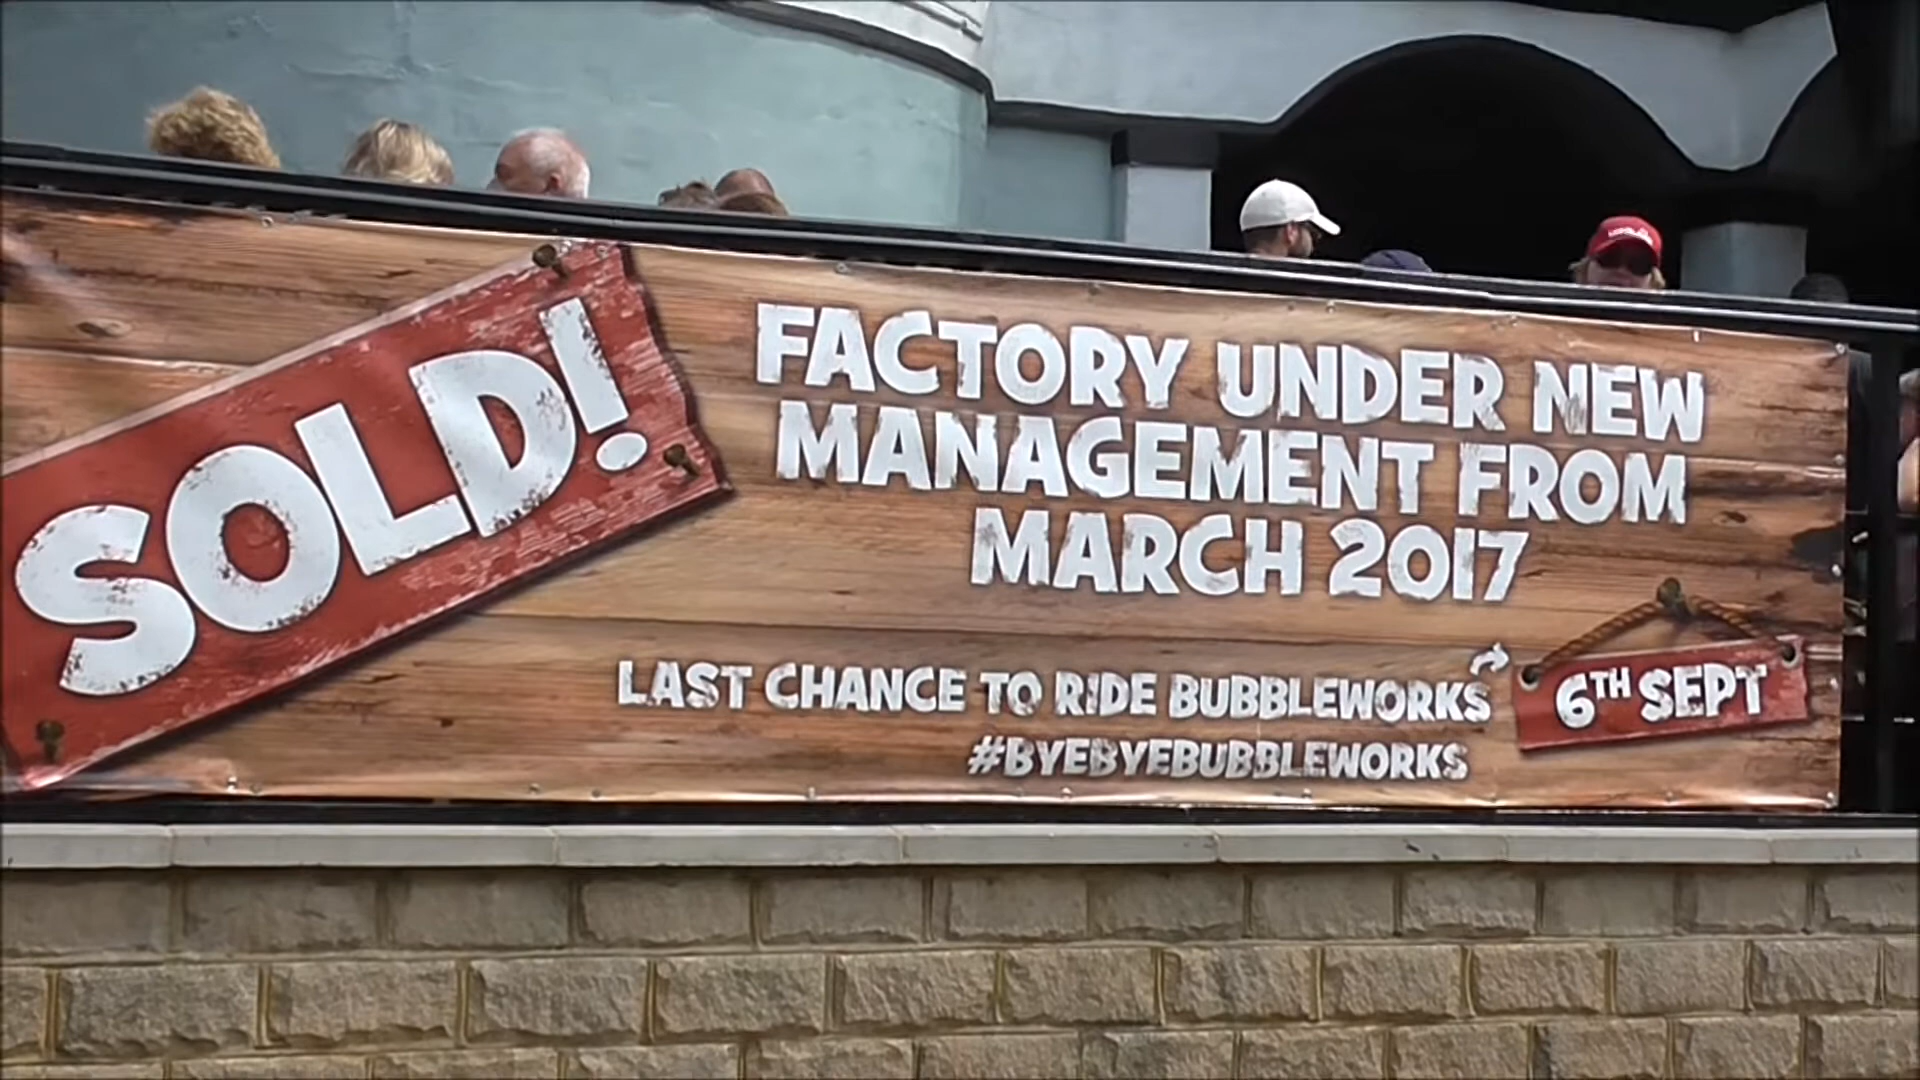 SOLD!
FACTORY UNDER NEW
MANAGEMENT FROM
MARCH 2017
LAST CHANCE TO RIDE BUBBLEWORKS
6TH SEPT
#BYEBYEBUBBLEWORKS